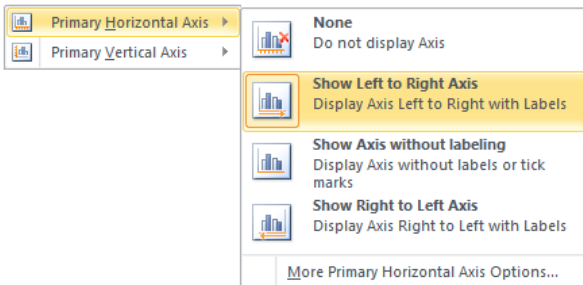 Primary Horizontal Axis
Primary Vertical Axis
None
Do not display Axis
Show Left to Right Axis
Display Axis Left to Right with Labels
Show Axis without labeling
Display Axis without labels or tick
marks
Show Right to Left Axis
Display Axis Right to Left with Labels
More Primary Horizontal Axis Options...